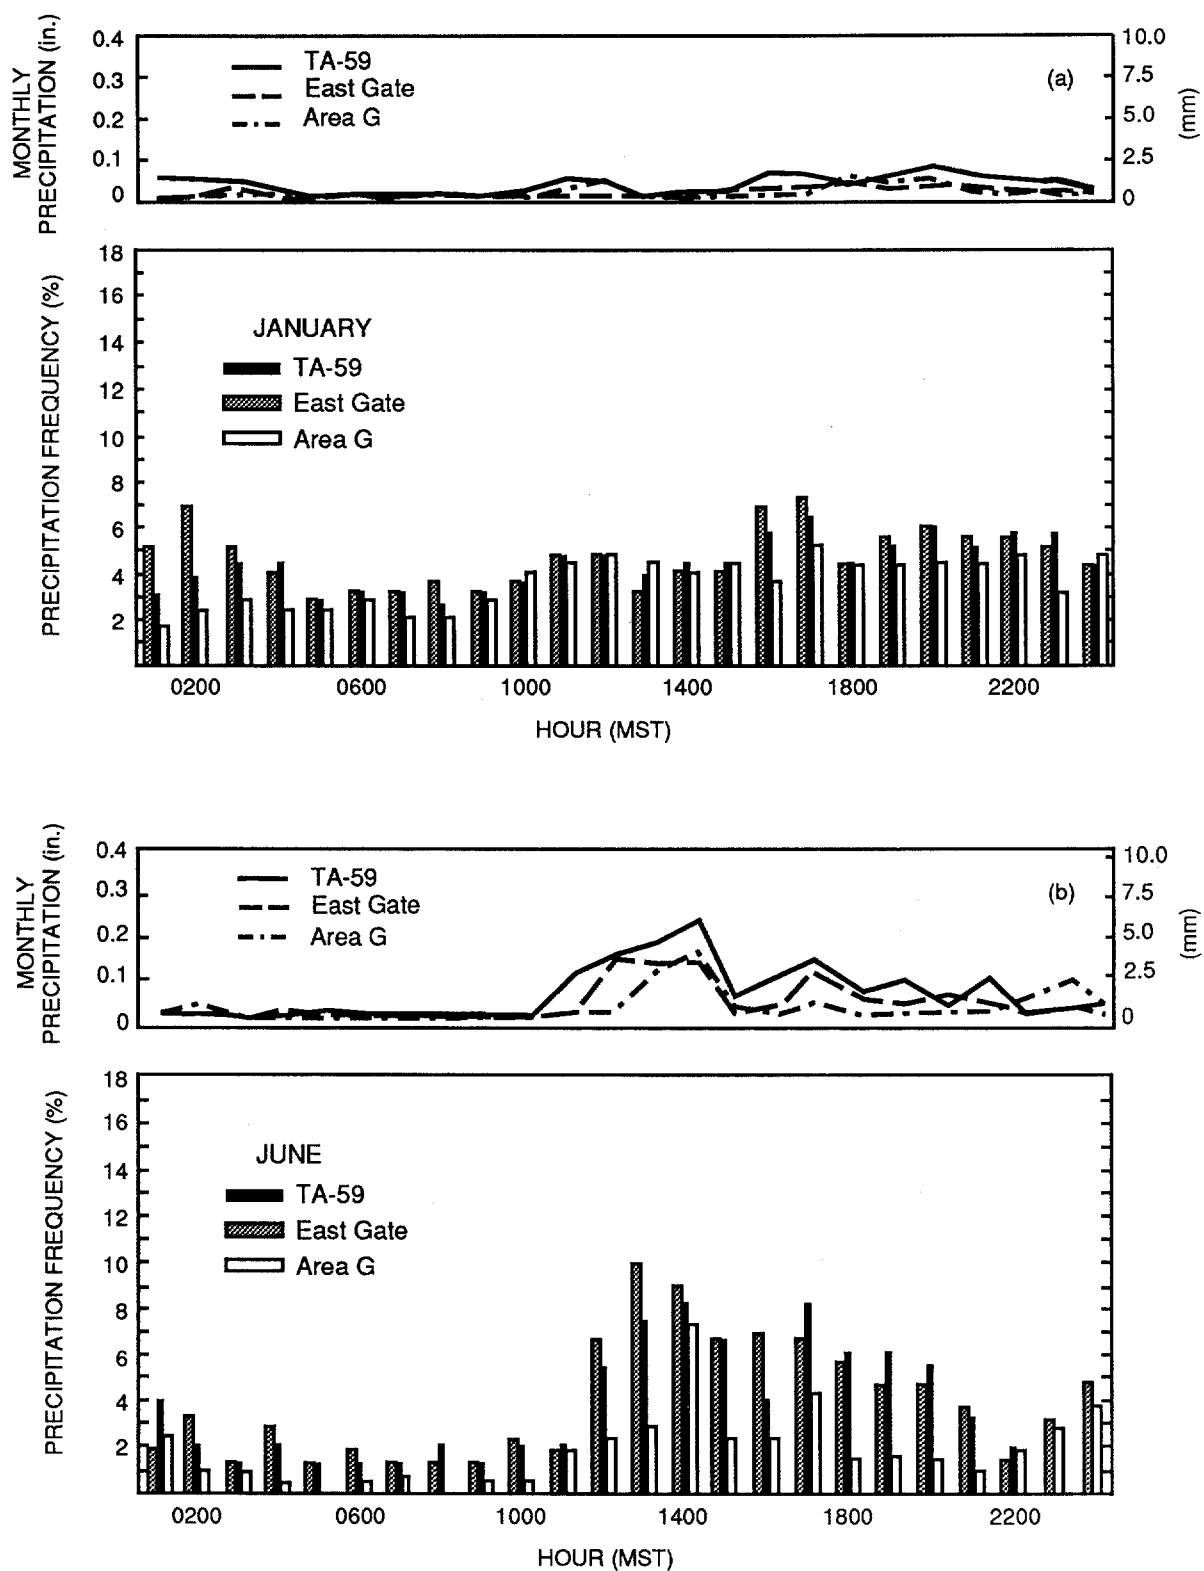 MONTHLY
PRECIPITATION (in.)
0.4
0.3
0.2
0.1
0
TA-59
East Gate
Area G
(a)
10.0
7.5
5.0
2.5
0
(mm)
PRECIPITATION FREQUENCY (%)
18
16
14
12
10
8
6
4
2
JANUARY
TA-59
East Gate
Area G
0200 0600 1000 1400 1800 2200
HOUR (MST)
MONTHLY
PRECIPITATION (in.)
0.4
0.3
0.2
0.1
0
TA-59
East Gate
Area G
(b)
10.0
7.5
5.0
2.5
0
(mm)
PRECIPITATION FREQUENCY (%)
18
16
14
12
10
8
6
4
2
JUNE
TA-59
East Gate
Area G
0200 0600 1000 1400 1800 2200
HOUR (MST)